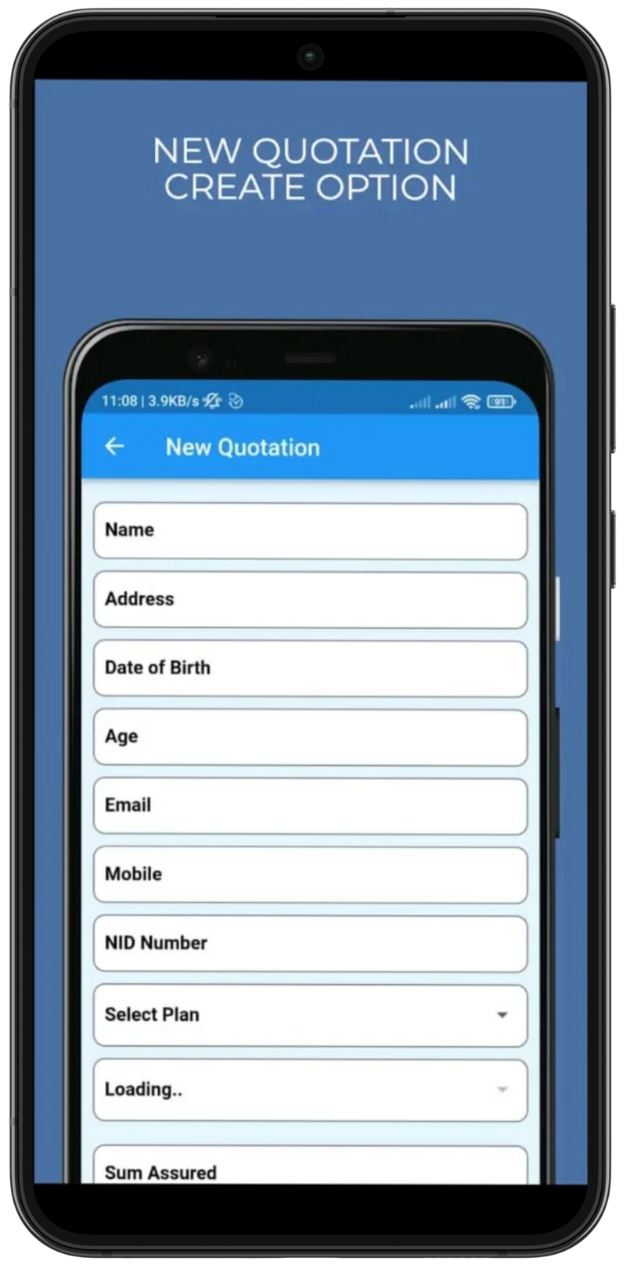 NEW QUOTATION
CREATE OPTION
11:08 | 3.9KB/s
91
New Quotation
Name
Address
Date of Birth
Age
Email
Mobile
NID Number
Select Plan
Loading..
Sum Assured